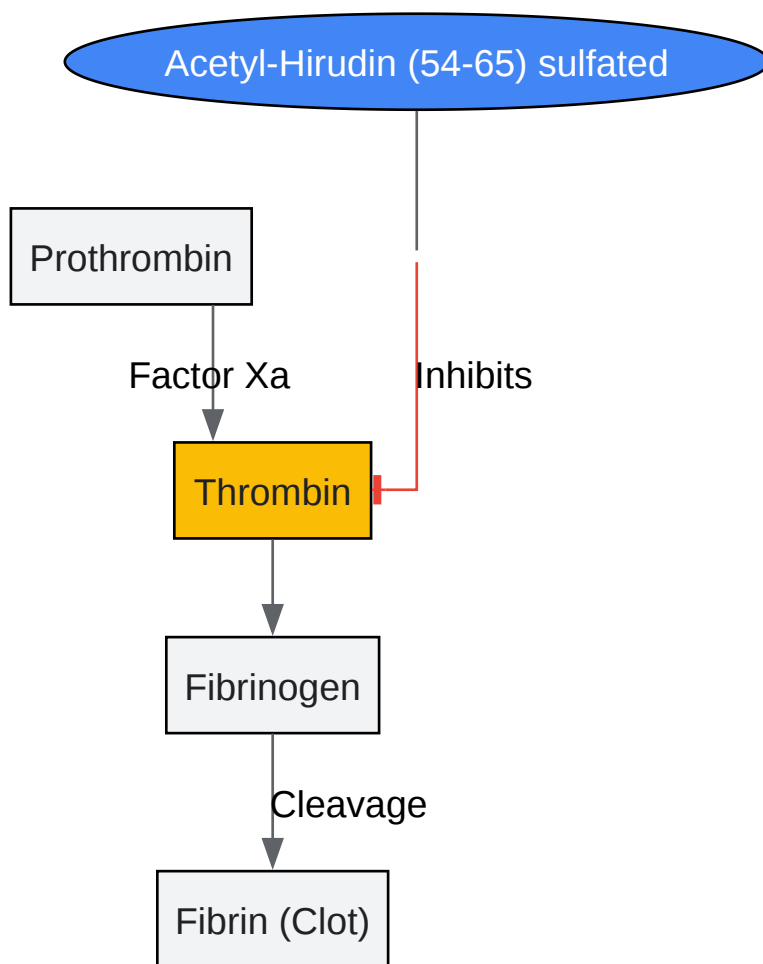 Acetyl-Hirudin (54-65) sulfated
Prothrombin
Factor Xa
Inhibits
Thrombin
Fibrinogen
Cleavage
Fibrin (Clot)